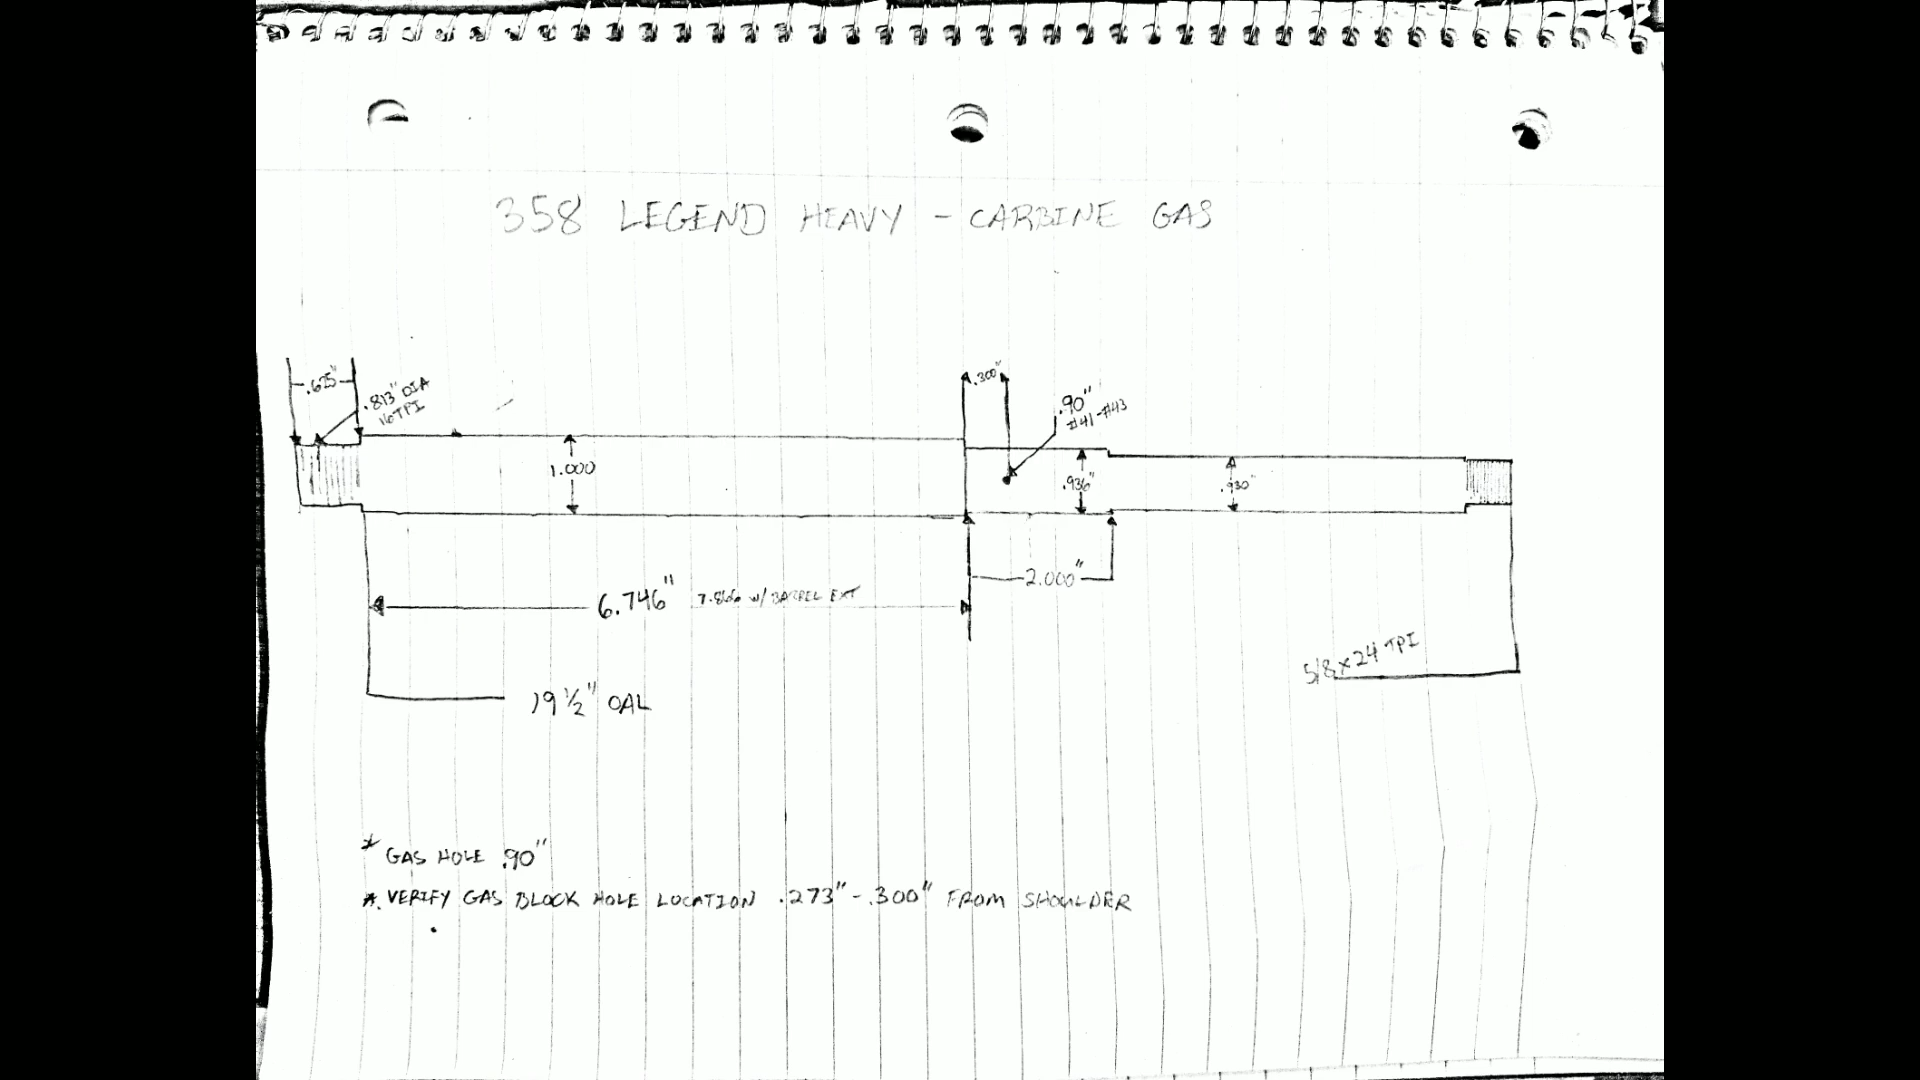 358 LEGEND HEAVY - CARBINE GAS
.625"
.813" DIA
16 TPI
.300"
.90"
#41-#43
1.000
.936"
.930"
2.000"
6.746" 7.866 w/ BARREL EXT
5/8 x 24 TPI
19 ½" OAL
* GAS HOLE .90"
*. VERIFY GAS BLOCK HOLE LOCATION .273" - .300" FROM SHOULDER